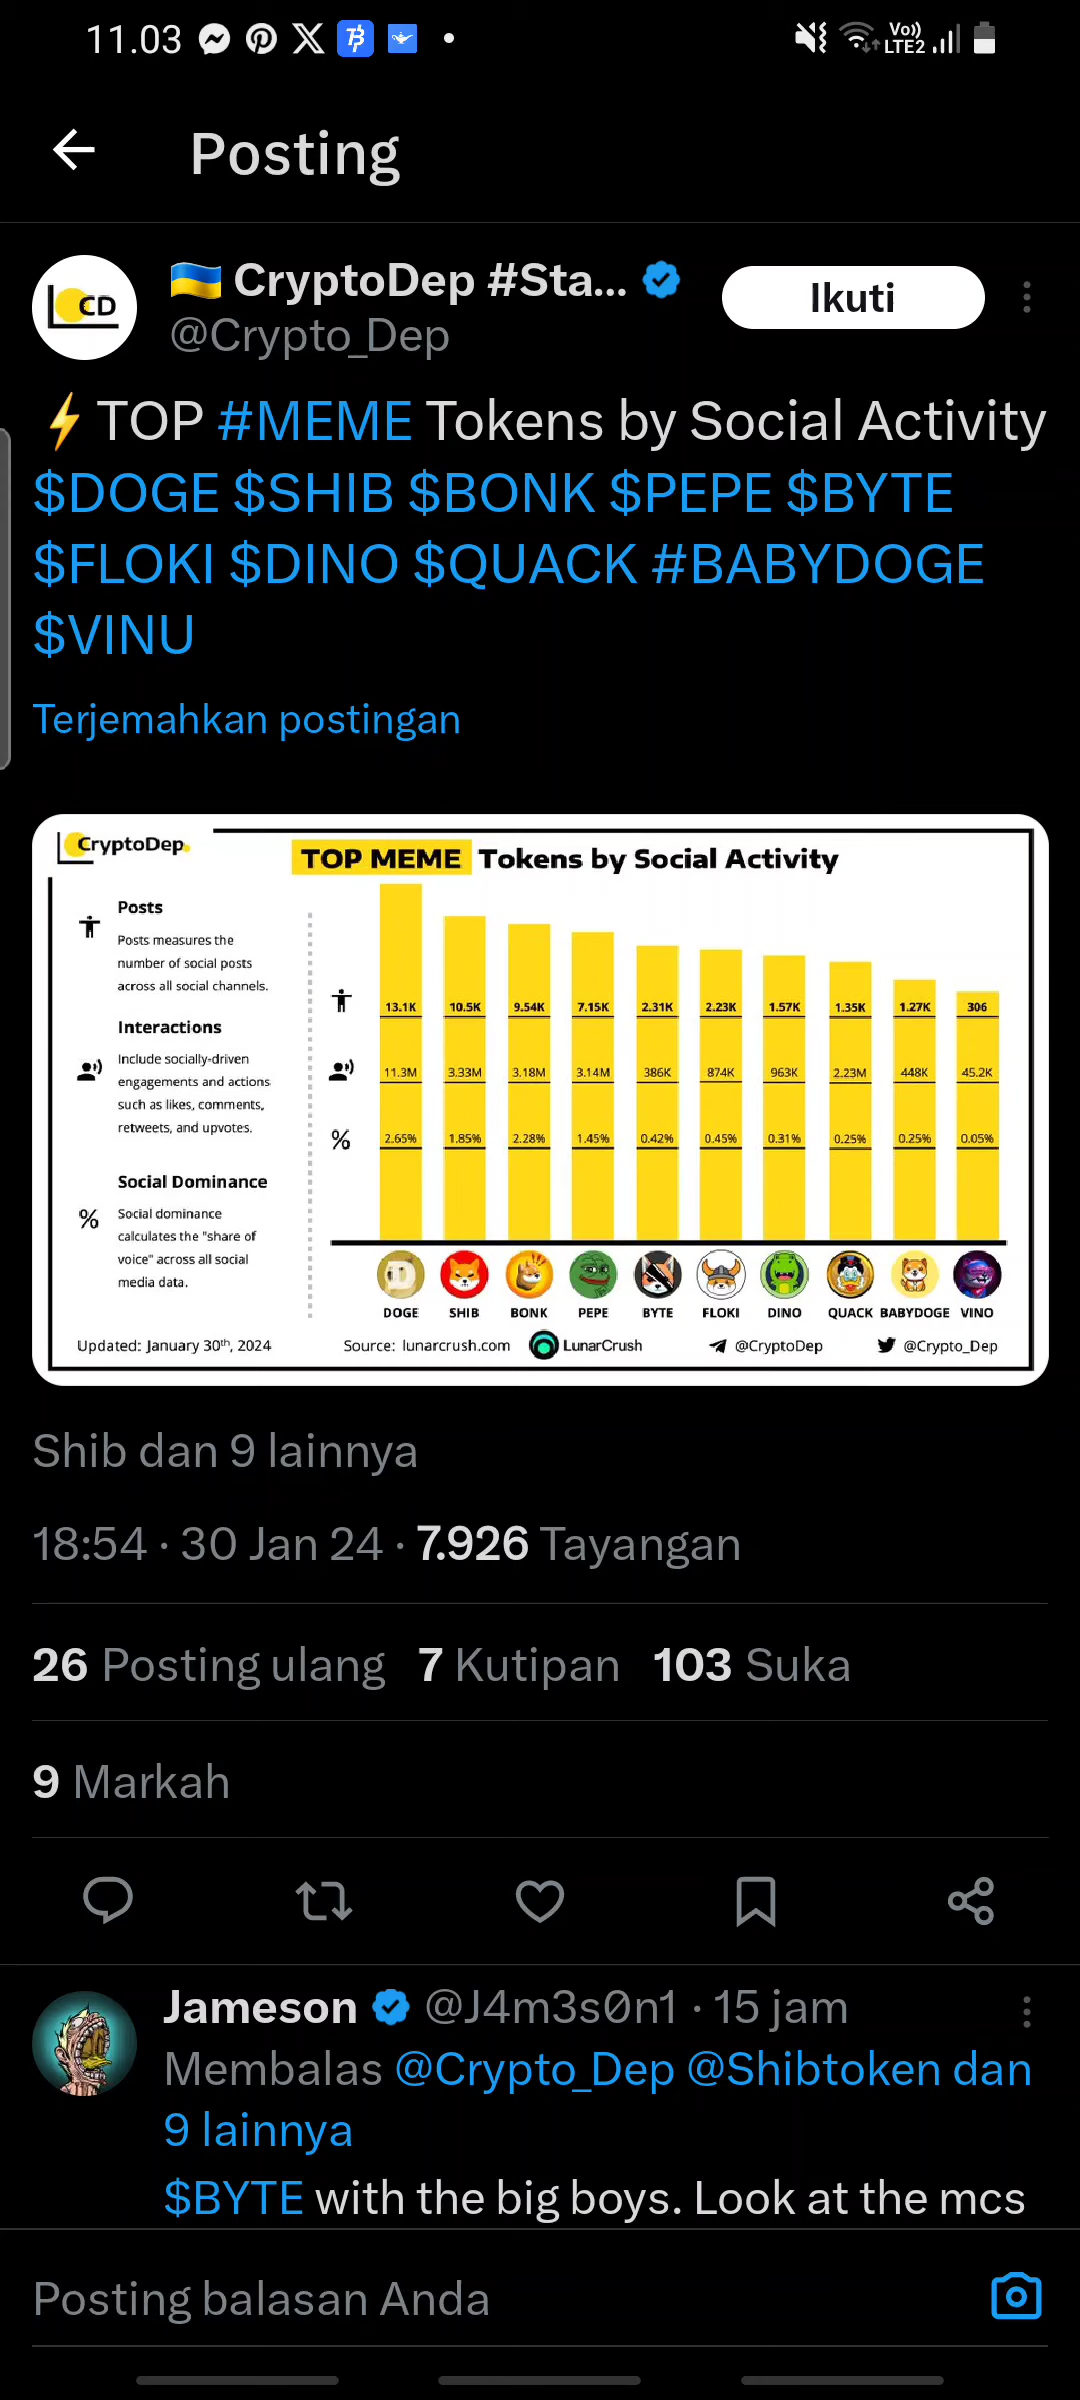 11.03
Vo))
LTE2
Posting
CD
🇺🇦 CryptoDep #Sta...
Ikuti
@Crypto_Dep
⚡TOP #MEME Tokens by Social Activity
$DOGE $SHIB $BONK $PEPE $BYTE
$FLOKI $DINO $QUACK #BABYDOGE
$VINU
Terjemahkan postingan
CryptoDep
TOP MEME Tokens by Social Activity
Posts
Posts measures the
number of social posts
across all social channels.
Interactions
Include socially-driven
engagements and actions
such as likes, comments,
retweets, and upvotes.
Social Dominance
% Social dominance
calculates the "share of
voice" across all social
media data.
13.1K 10.5K 9.54K 7.15K 2.31K 2.23K 1.57K 1.35K 1.27K 306
11.3M 3.33M 3.18M 3.14M 386K 874K 963K 2.23M 448K 45.2K
% 2.65% 1.85% 2.28% 1.45% 0.42% 0.45% 0.31% 0.25% 0.25% 0.05%
DOGE SHIB BONK PEPE BYTE FLOKI DINO QUACK BABYDOGE VINO
Updated: January 30th, 2024 Source: lunarcrush.com LunarCrush @CryptoDep @Crypto_Dep
Shib dan 9 lainnya
18:54 · 30 Jan 24 · 7.926 Tayangan
26 Posting ulang 7 Kutipan 103 Suka
9 Markah
Jameson @J4m3s0n1 · 15 jam
Membalas @Crypto_Dep @Shibtoken dan
9 lainnya
$BYTE with the big boys. Look at the mcs
Posting balasan Anda